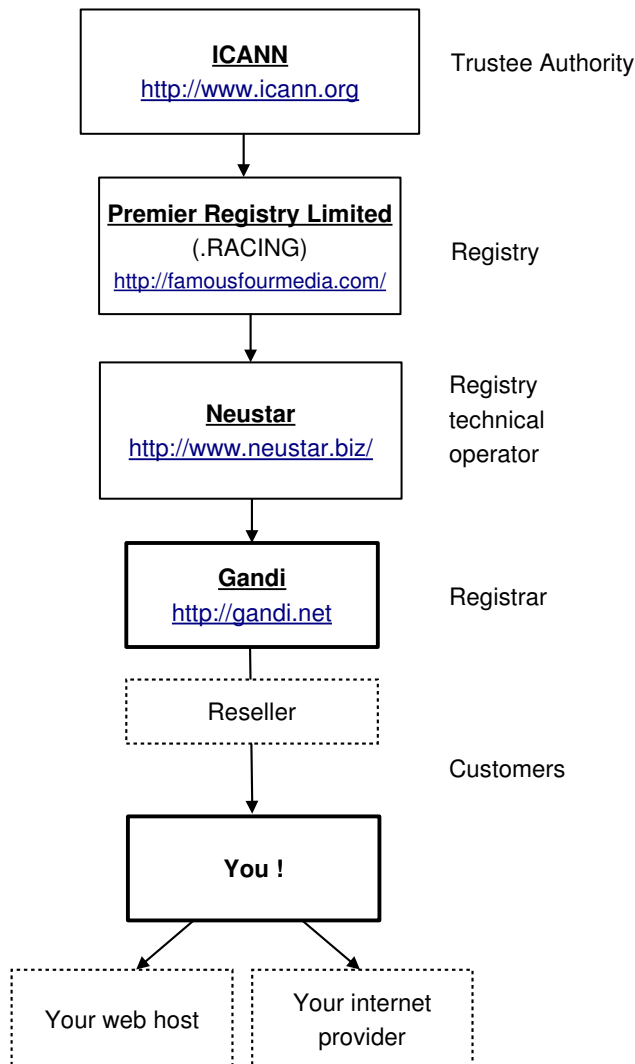 ICANN
http://www.icann.org
Trustee Authority
Premier Registry Limited
(.RACING)
http://famousfourmedia.com/
Registry
Neustar
http://www.neustar.biz/
Registry
technical
operator
Gandi
http://gandi.net
Registrar
Reseller
Customers
You !
Your web host
Your internet
provider